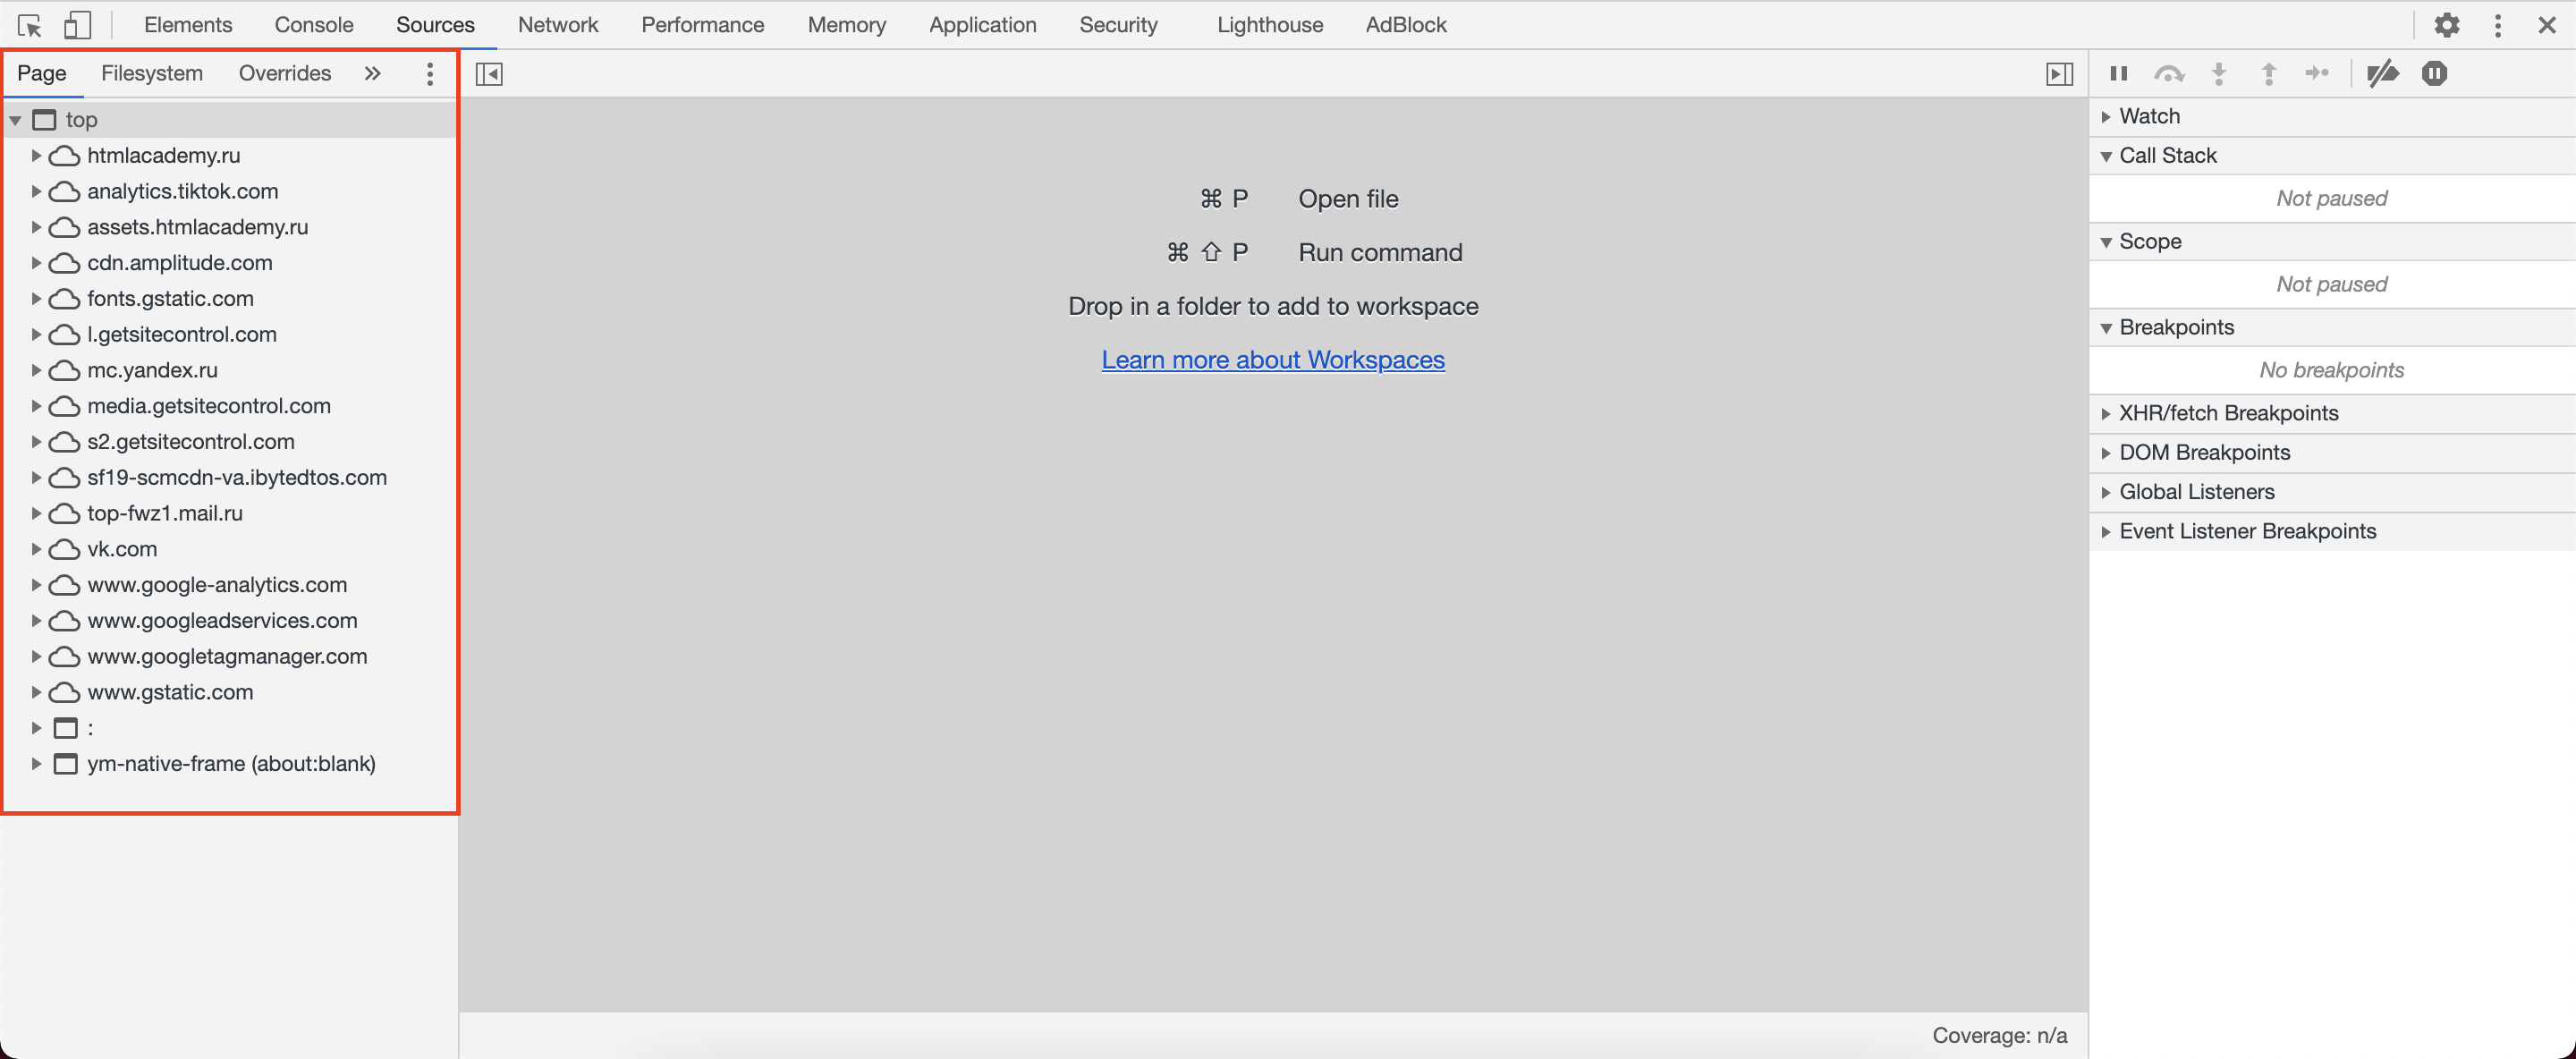 Elements Console Sources Network Performance Memory Application Security Lighthouse AdBlock
Page Filesystem Overrides »
top
htmlacademy.ru
analytics.tiktok.com
assets.htmlacademy.ru
cdn.amplitude.com
fonts.gstatic.com
l.getsitecontrol.com
mc.yandex.ru
media.getsitecontrol.com
s2.getsitecontrol.com
sf19-scmcdn-va.ibytedtos.com
top-fwz1.mail.ru
vk.com
www.google-analytics.com
www.googleadservices.com
www.googletagmanager.com
www.gstatic.com
:
ym-native-frame (about:blank)
⌘ P Open file
⌘ ⇧ P Run command
Drop in a folder to add to workspace
Learn more about Workspaces
Coverage: n/a
Watch
Call Stack
Not paused
Scope
Not paused
Breakpoints
No breakpoints
XHR/fetch Breakpoints
DOM Breakpoints
Global Listeners
Event Listener Breakpoints